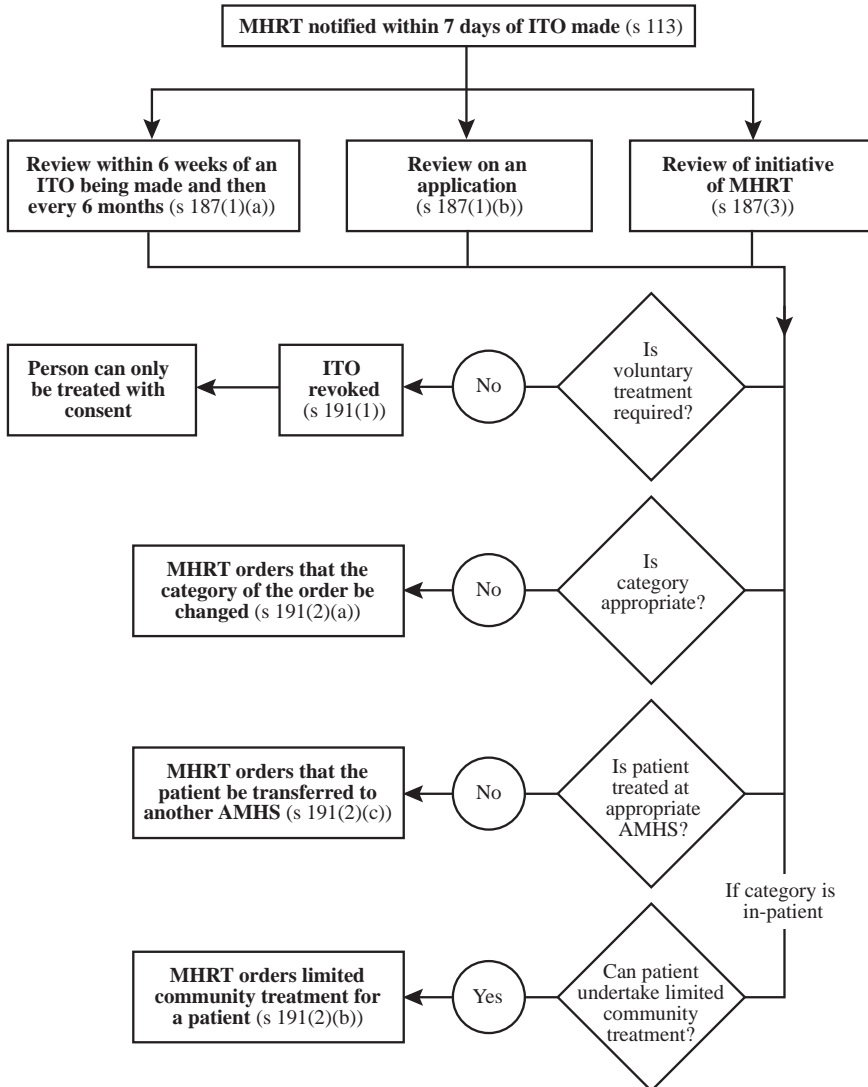 MHRT notified within 7 days of ITO made (s 113)
Review within 6 weeks of an
ITO being made and then
every 6 months (s 187(1)(a))
Review on an
application
(s 187(1)(b))
Review of initiative
of MHRT
(s 187(3))
Person can only
be treated with
consent
ITO
revoked
(s 191(1))
No
Is
voluntary
treatment
required?
MHRT orders that the
category of the order be
changed (s 191(2)(a))
No
Is
category
appropriate?
MHRT orders that the
patient be transferred to
another AMHS (s 191(2)(c))
No
Is patient
treated at
appropriate
AMHS?
If category is
in-patient
MHRT orders limited
community treatment for
a patient (s 191(2)(b))
Yes
Can patient
undertake limited
community
treatment?